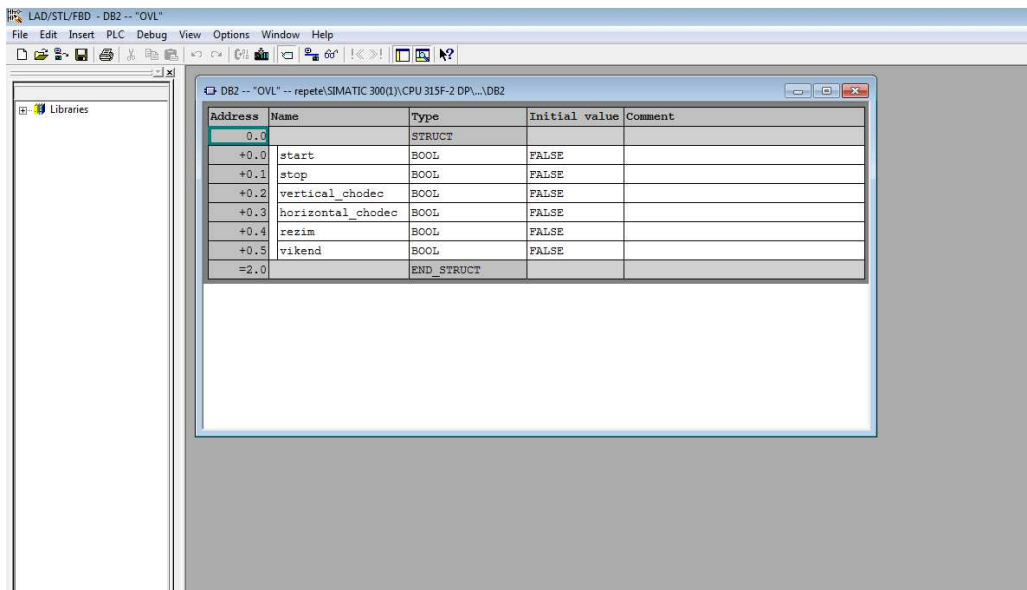 LAD/STL/FBD - DB2 -- "OVL"
File Edit Insert PLC Debug View Options Window Help
Libraries
DB2 -- "OVL" -- repete\SIMATIC 300(1)\CPU 315F-2 DP\...\DB2
Address Name Type Initial value Comment
0.0 STRUCT
+0.0 start BOOL FALSE
+0.1 stop BOOL FALSE
+0.2 vertical_chodec BOOL FALSE
+0.3 horizontal_chodec BOOL FALSE
+0.4 rezim BOOL FALSE
+0.5 vikend BOOL FALSE
=2.0 END_STRUCT